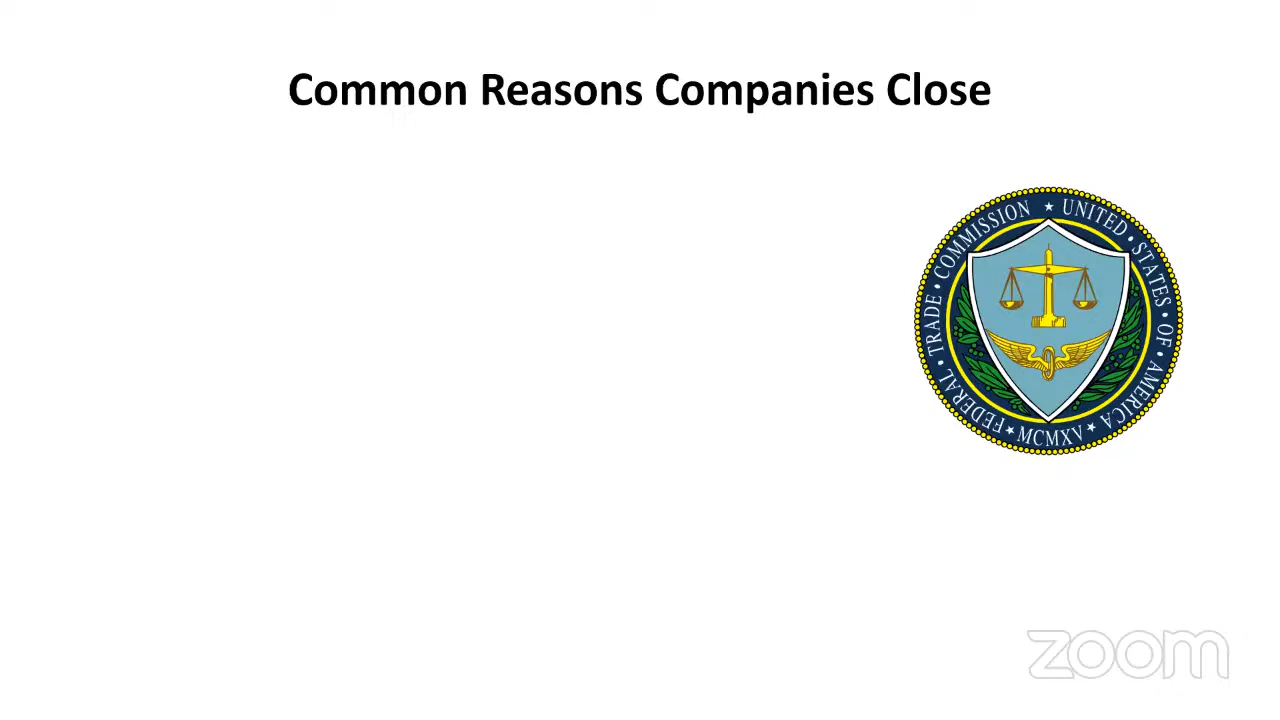 Common Reasons Companies Close
FEDERAL TRADE COMMISSION ★ UNITED STATES OF AMERICA
★ MCMXV ★
zoom